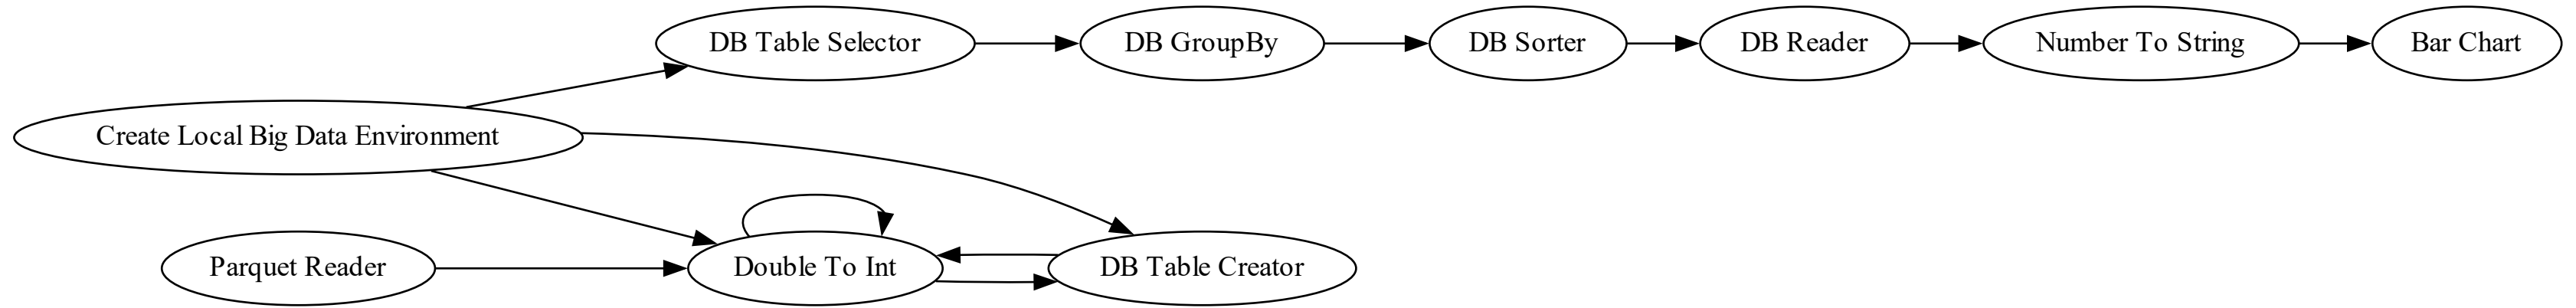 DB Table Selector
DB GroupBy
DB Sorter
DB Reader
Number To String
Bar Chart
Create Local Big Data Environment
Parquet Reader
Double To Int
DB Table Creator